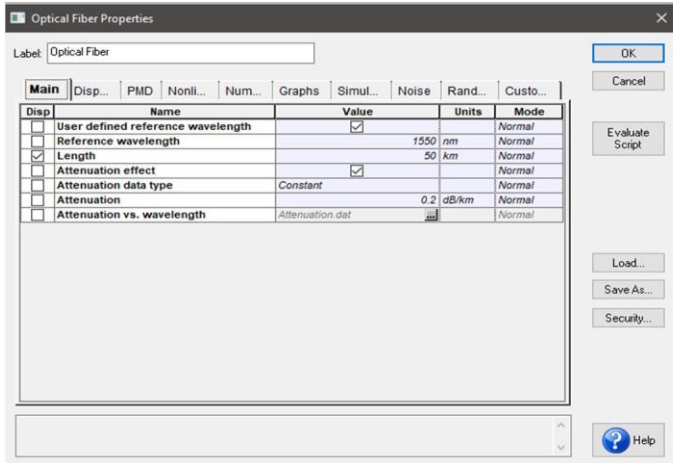 Optical Fiber Properties
Label: Optical Fiber
OK
Cancel
Main Disp... PMD Nonli... Num... Graphs Simul... Noise Rand... Custo...
Disp Name Value Units Mode
User defined reference wavelength Normal
Reference wavelength 1550 nm Normal
Length 50 km Normal
Attenuation effect Normal
Attenuation data type Constant Normal
Attenuation 0.2 dB/km Normal
Attenuation vs. wavelength Attenuation.dat ... Normal
Evaluate
Script
Load...
Save As...
Security...
? Help